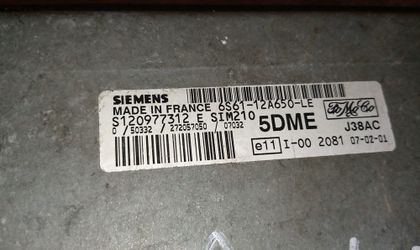 SIEMENS
MADE IN FRANCE 6S61-12A650-LE
FoMoCo
S120977312 E SIM210
0 / 50332 / 272057050 / 07032
5DME
J38AC
e11 I-00 2081 07-02-01